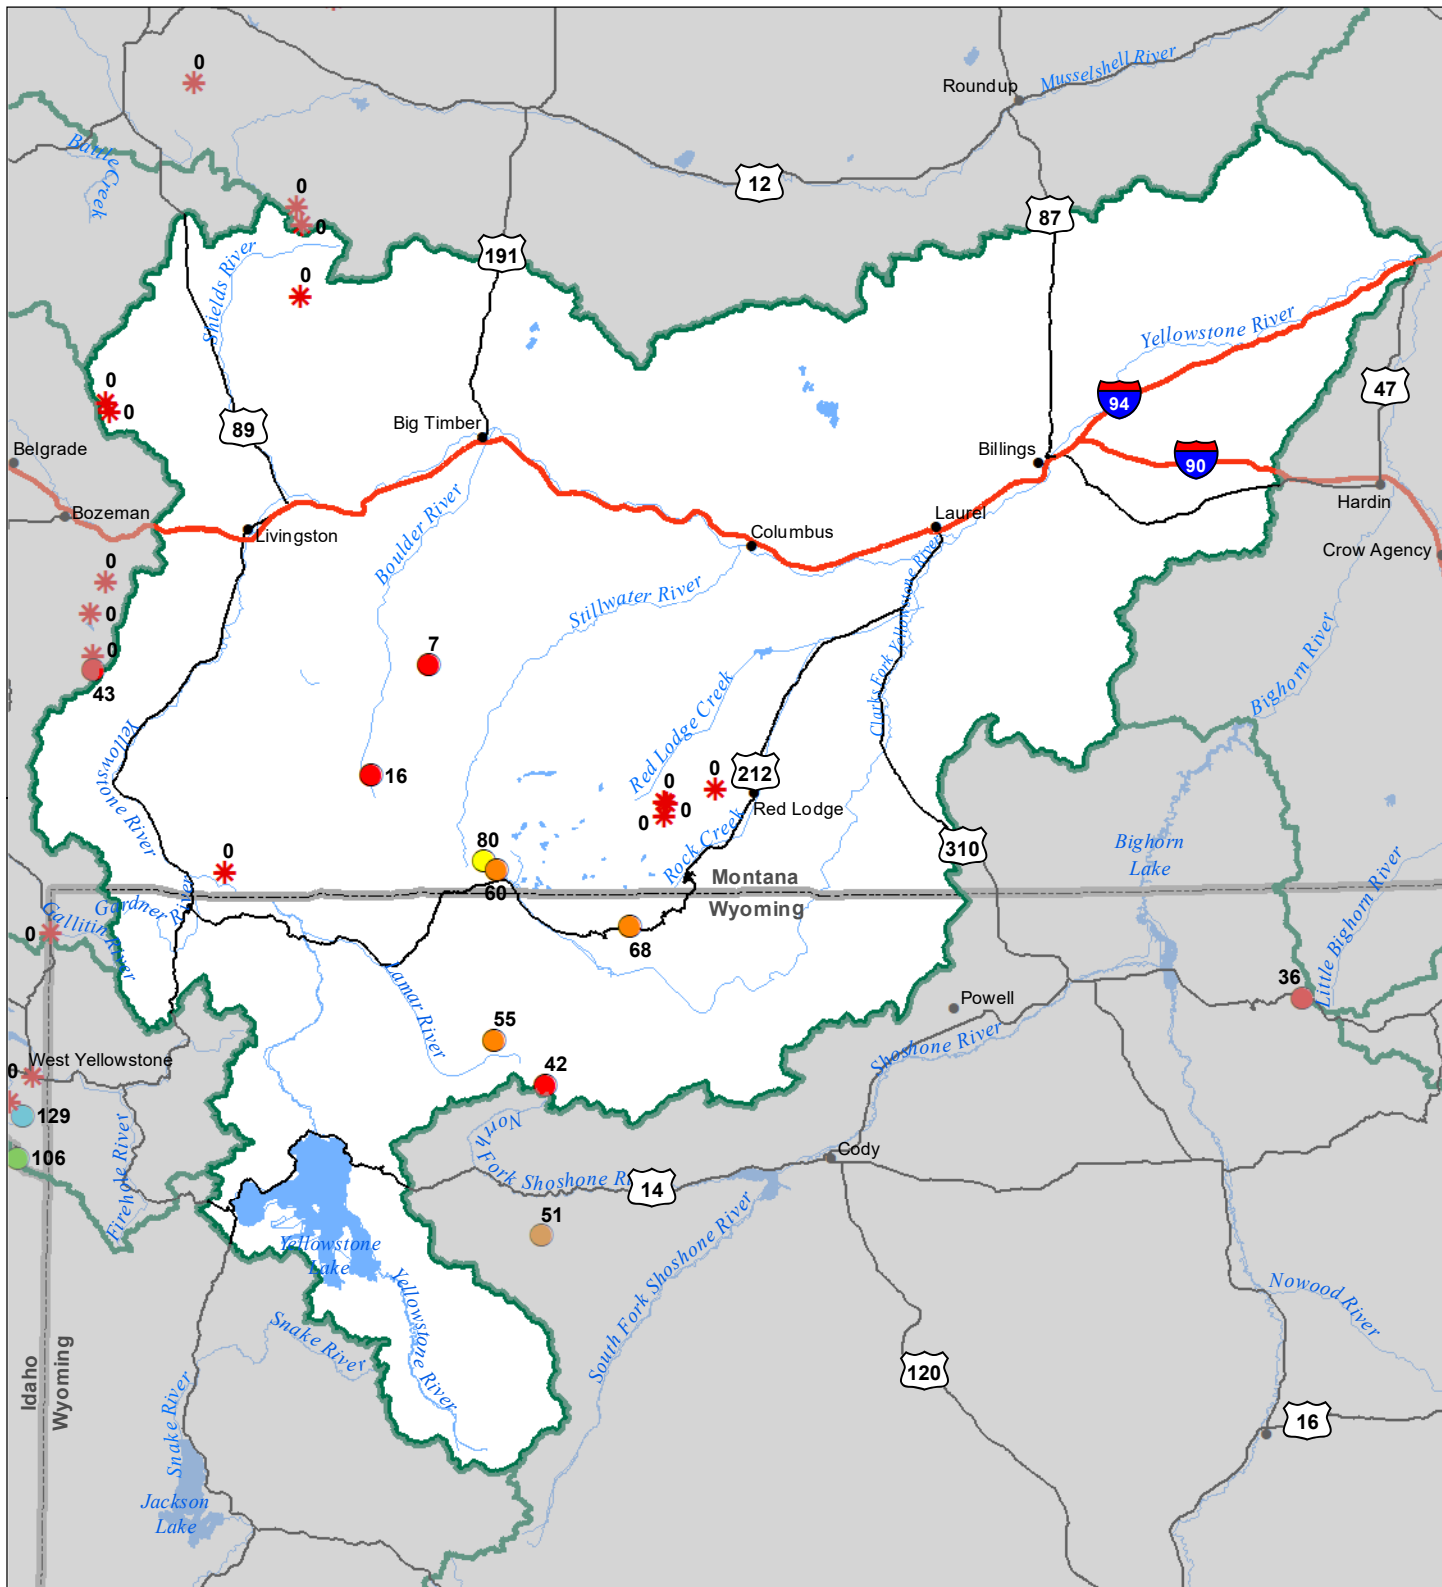 0
Roundup
Musselshell River
Battle Creek
12
0
0
87
191
Shields River
0
Yellowstone River
0
0
47
94
89
Big Timber
Belgrade
Billings
90
Boulder River
Hardin
Bozeman
Laurel
Livingston
Columbus
Crow Agency
0
Stillwater River
Clarks Fork Yellowstone River
0
7
0
43
Bighorn River
Red Lodge Creek
Yellowstone River
16
0
0
212
0
0
Red Lodge
80
310
Bighorn
Lake
0
60
Rock Creek
Montana
Wyoming
Little Bighorn River
Gardner River
Gallitin River
0
68
36
Lamar River
Powell
55
Shoshone River
West Yellowstone
42
0
129
North Fork Shoshone Ri
Firehole River
Cody
106
14
51
South Fork Shoshone River
Yellowstone
Lake
Yellowstone River
Nowood River
Snake River
Idaho
Wyoming
120
Snake River
16
Jackson
Lake